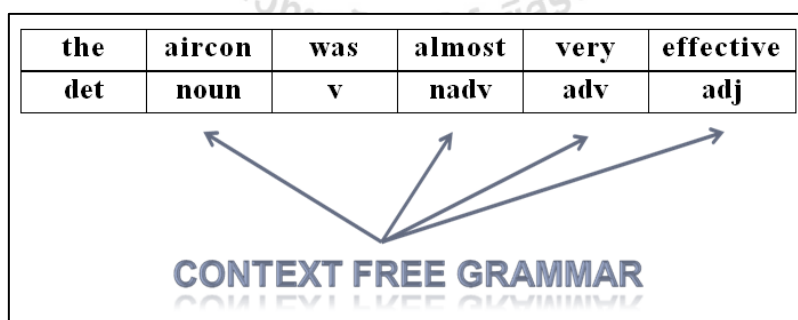 the aircon was almost very effective
det noun v nadv adv adj
CONTEXT FREE GRAMMAR